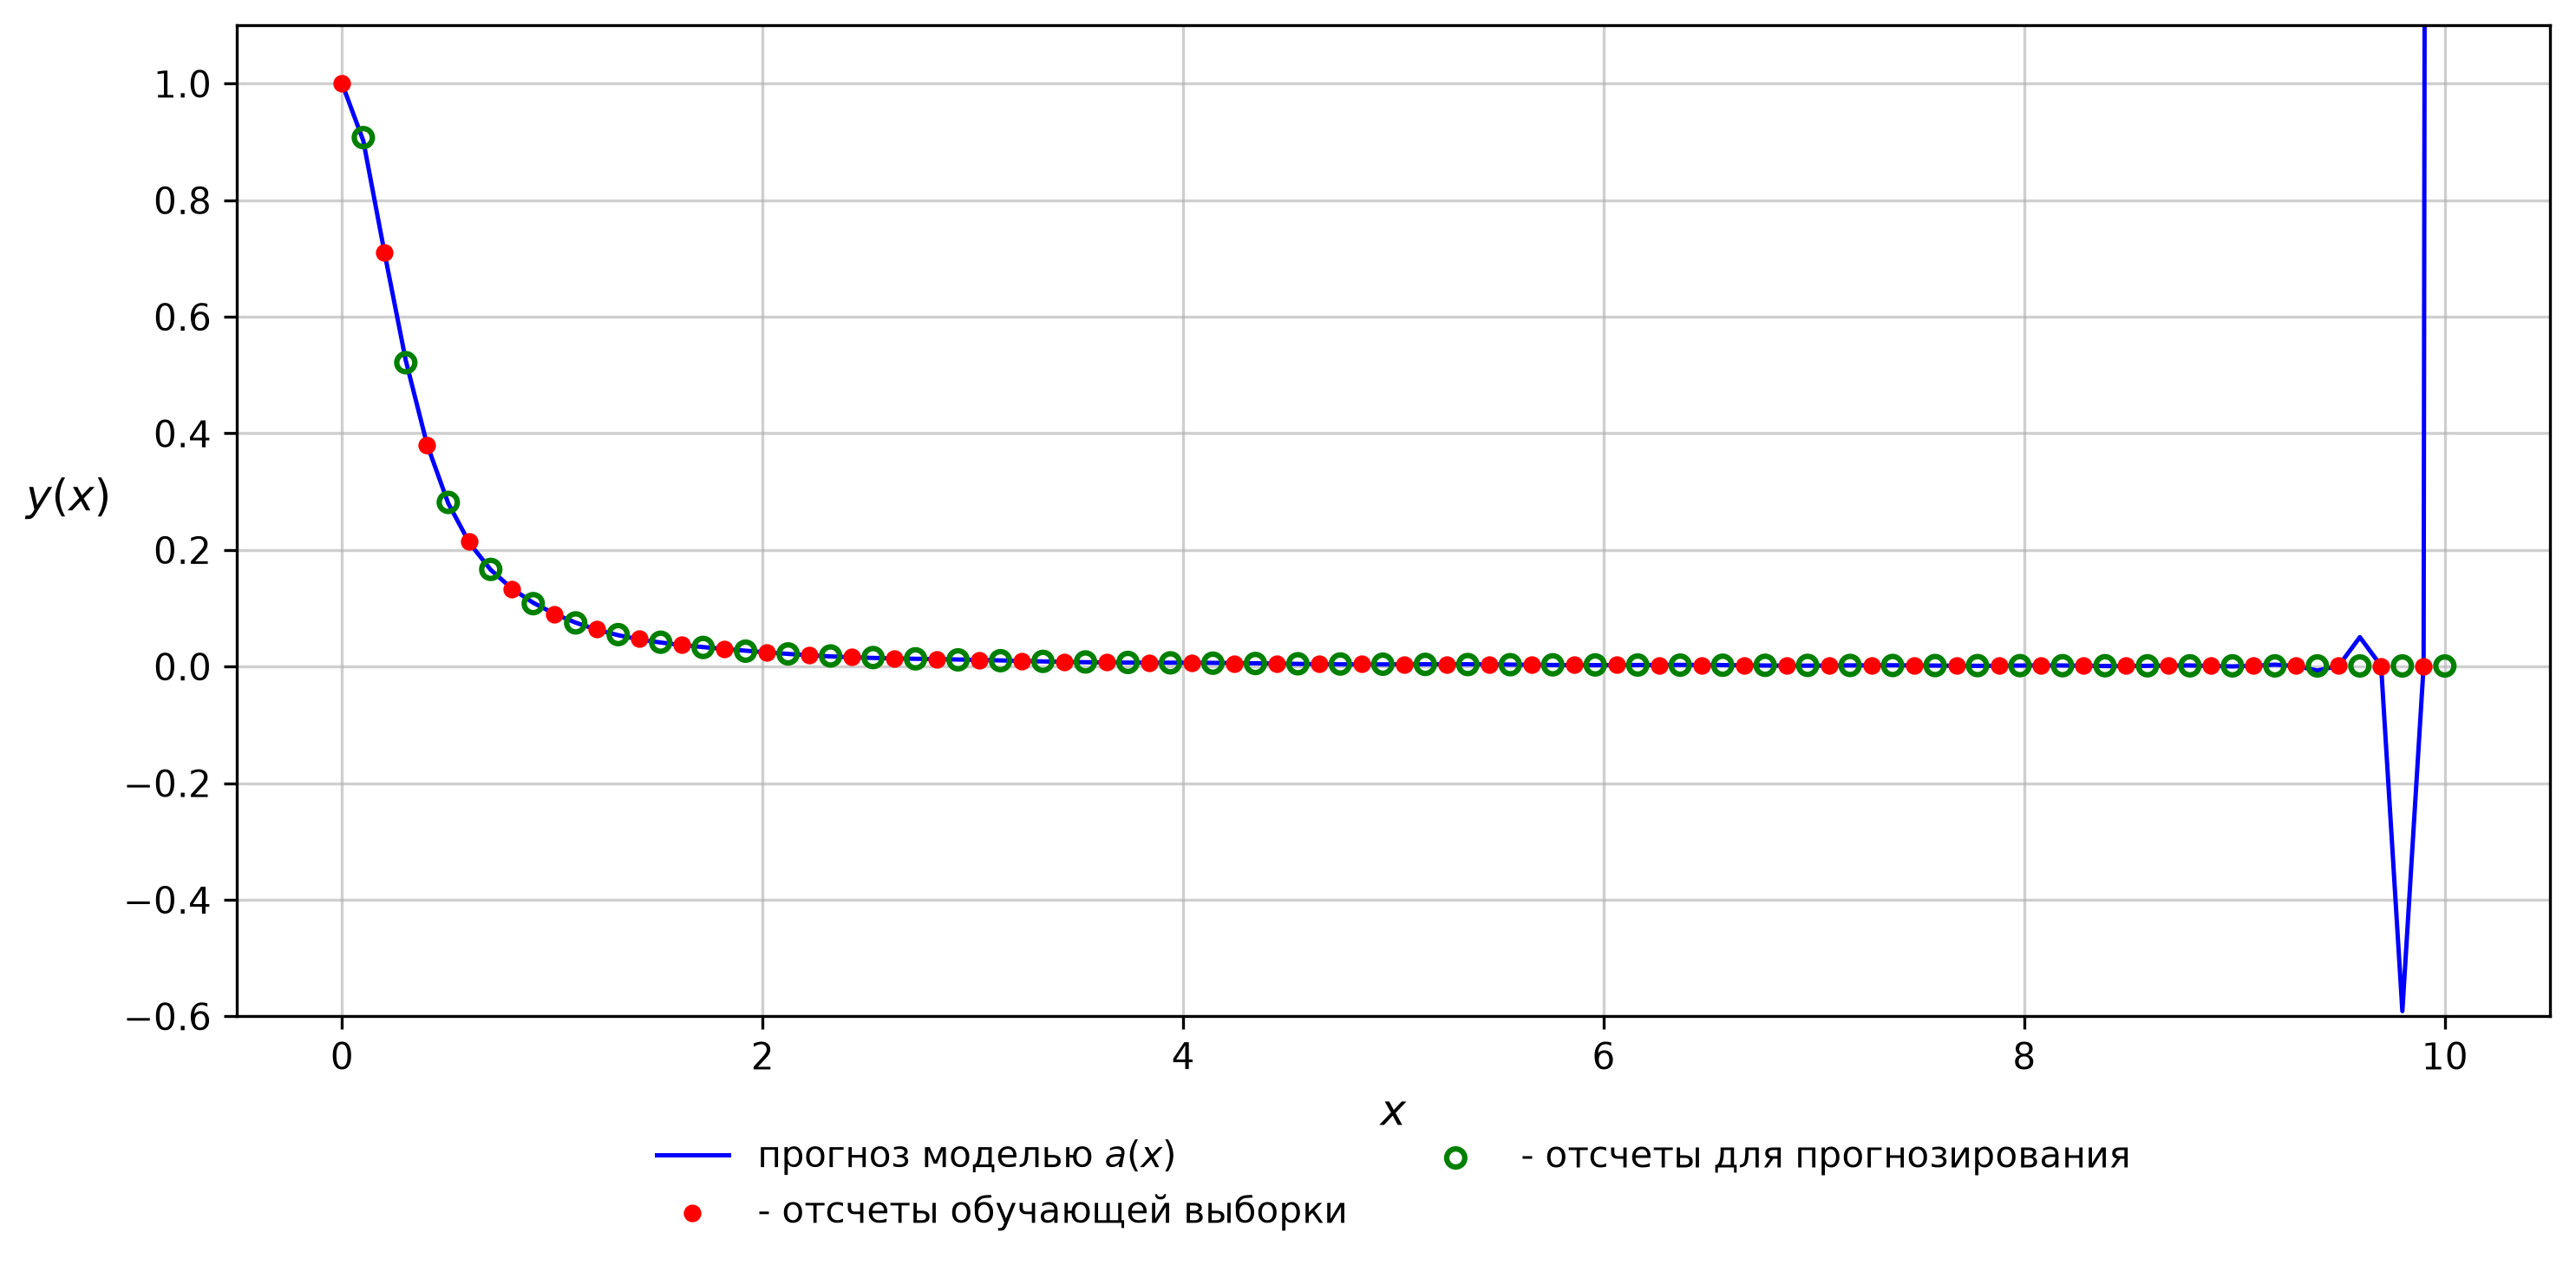 1.0
0.8
0.6
0.4
0.2
0.0
−0.2
−0.4
−0.6
y(x)
0 2 4 6 8 10
x
прогноз моделью a(x)
- отсчеты обучающей выборки
- отсчеты для прогнозирования